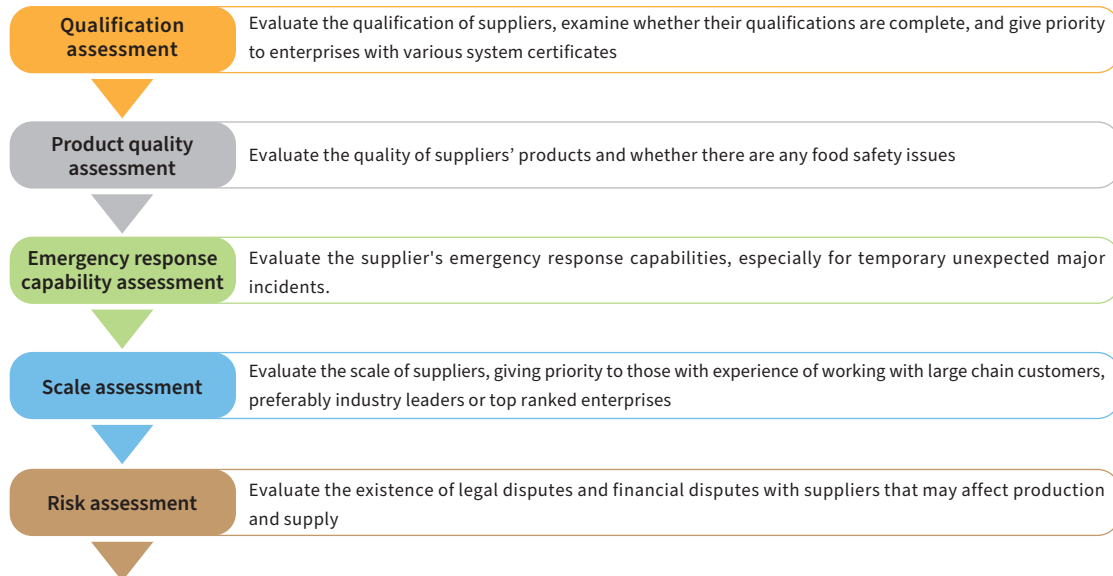 Qualification
assessment
Evaluate the qualification of suppliers, examine whether their qualifications are complete, and give priority
to enterprises with various system certificates
Product quality
assessment
Evaluate the quality of suppliers’ products and whether there are any food safety issues
Emergency response
capability assessment
Evaluate the supplier's emergency response capabilities, especially for temporary unexpected major
incidents.
Scale assessment
Evaluate the scale of suppliers, giving priority to those with experience of working with large chain customers,
preferably industry leaders or top ranked enterprises
Risk assessment
Evaluate the existence of legal disputes and financial disputes with suppliers that may affect production
and supply